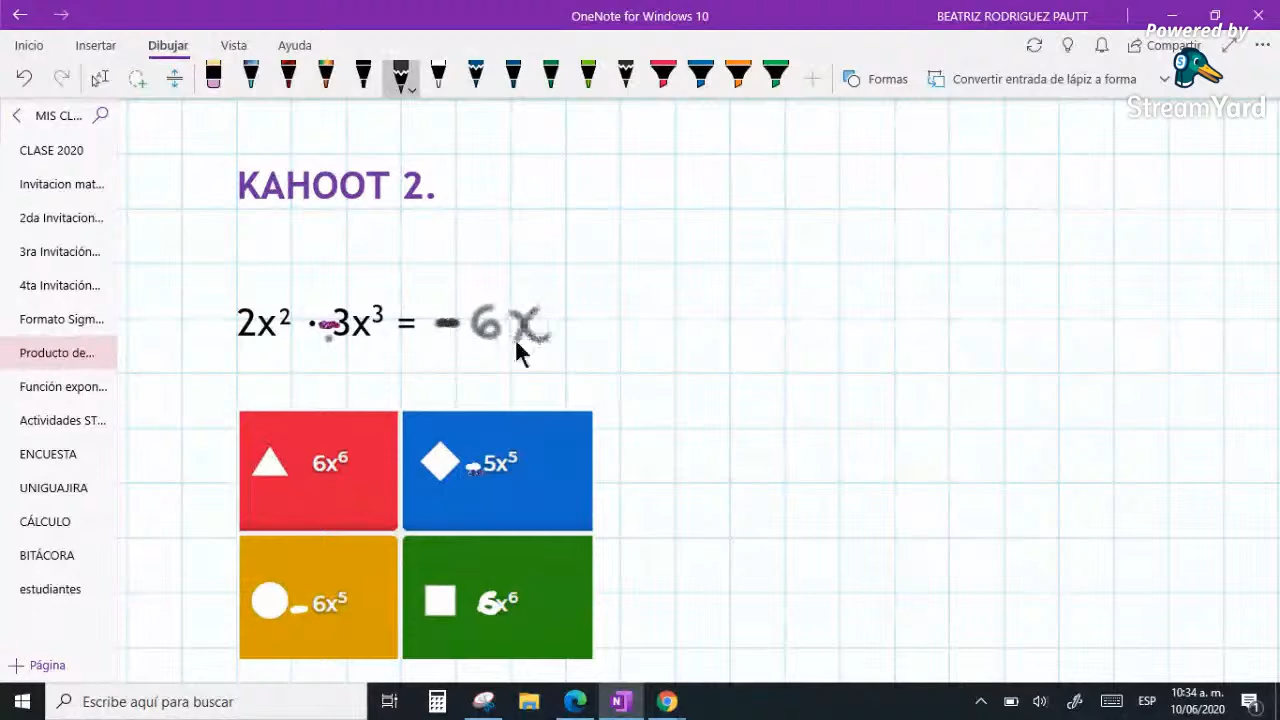 OneNote for Windows 10
BEATRIZ RODRIGUEZ PAUTT
Powered by
StreamYard
Inicio Insertar Dibujar Vista Ayuda
Compartir
Formas
Convertir entrada de lápiz a forma
MIS CL...
CLASE 2020
Invitacion mat...
2da Invitacion...
3ra Invitación...
4ta Invitación...
Formato Sigm...
Producto de...
Función expon...
Actividades ST...
ENCUESTA
UNIGUAJIRA
CÁLCULO
BITÁCORA
estudiantes
Página
KAHOOT 2.
2x² · -3x³ = - 6x
6x⁶
-5x⁵
- 6x⁵
6x⁶
Escribe aquí para buscar
ESP
10:34 a. m.
10/06/2020
1